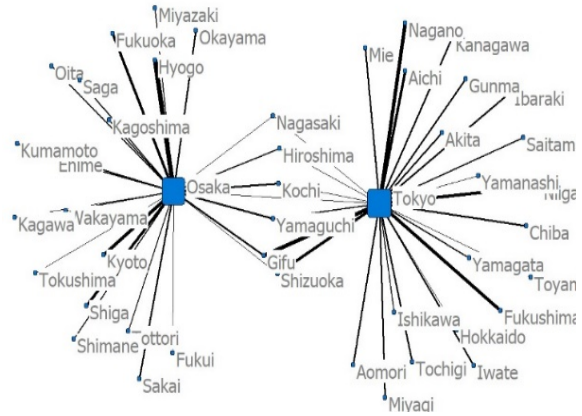 Miyazaki
Okayama
Fukuoka
Hyogo
Oita
Saga
Kagoshima
Kumamoto
Osaka
Kagawa
Wakayama
Kyoto
Tokushima
Shiga
Shimane
Tottori
Fukui
Sakai
Nagasaki
Hiroshima
Kochi
Yamaguchi
Gifu
Shizuoka
Nagano
Kanagawa
Mie
Aichi
Gunma
Ibaraki
Akita
Saitam
Yamanashi
Tokyo
Chiba
Yamagata
Toyan
Fukushima
Ishikawa
Hokkaido
Aomori
Tochigi
Iwate
Miyagi